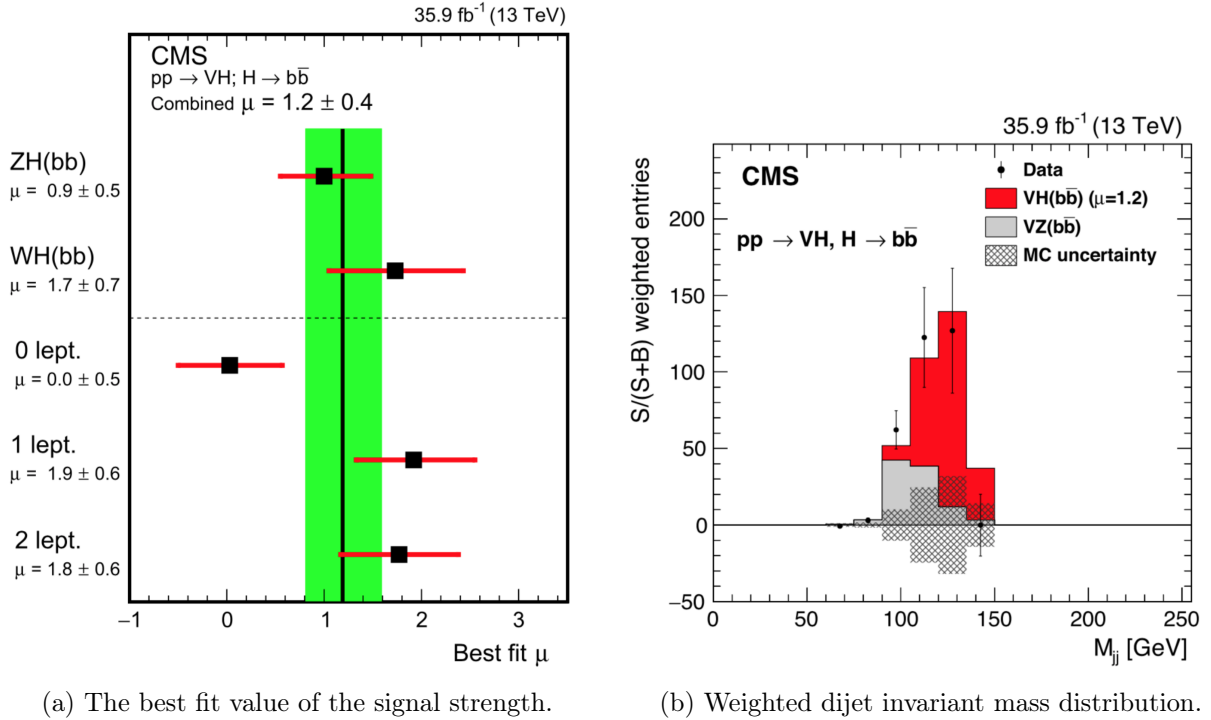 35.9 fb⁻¹ (13 TeV)
CMS
pp → VH; H → bb̅
Combined μ = 1.2 ± 0.4
ZH(bb)
μ = 0.9 ± 0.5
WH(bb)
μ = 1.7 ± 0.7
0 lept.
μ = 0.0 ± 0.5
1 lept.
μ = 1.9 ± 0.6
2 lept.
μ = 1.8 ± 0.6
−1 0 1 2 3
Best fit μ
(a) The best fit value of the signal strength.
35.9 fb⁻¹ (13 TeV)
CMS
pp → VH, H → bb̅
Data
VH(bb̅) (μ=1.2)
VZ(bb̅)
MC uncertainty
S/(S+B) weighted entries
200
150
100
50
0
−50
0 50 100 150 200 250
M_jj [GeV]
(b) Weighted dijet invariant mass distribution.